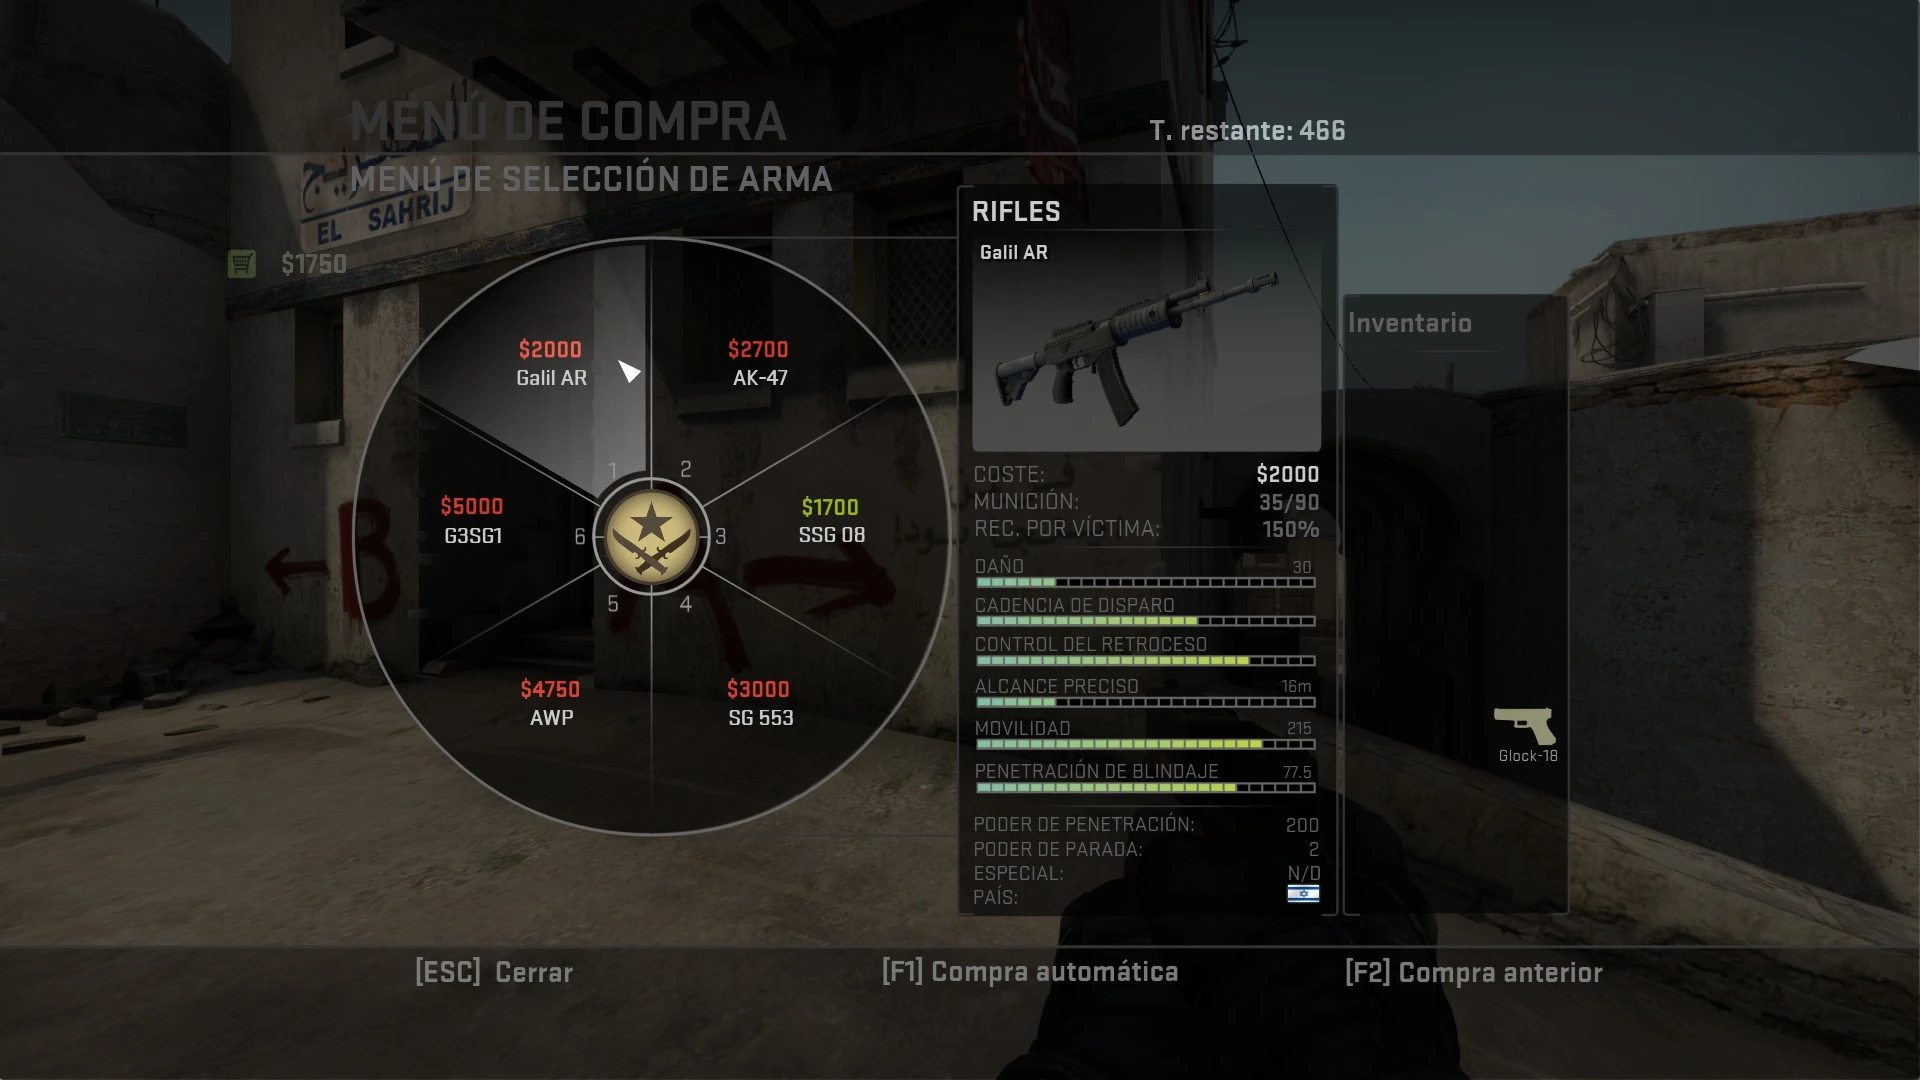 MENÚ DE COMPRA
T. restante: 466
MENÚ DE SELECCIÓN DE ARMA
EL SAHRIJ
$1750
$2000
Galil AR
$2700
AK-47
$5000
G3SG1
$1700
SSG 08
$4750
AWP
$3000
SG 553
1
2
3
4
5
6
B
RIFLES
Galil AR
COSTE: $2000
MUNICIÓN: 35/90
REC. POR VÍCTIMA: 150%
DAÑO 30
CADENCIA DE DISPARO
CONTROL DEL RETROCESO
ALCANCE PRECISO 16m
MOVILIDAD 215
PENETRACIÓN DE BLINDAJE 77.5
PODER DE PENETRACIÓN: 200
PODER DE PARADA: 2
ESPECIAL: N/D
PAÍS:
Inventario
Glock-18
[ESC] Cerrar
[F1] Compra automática
[F2] Compra anterior